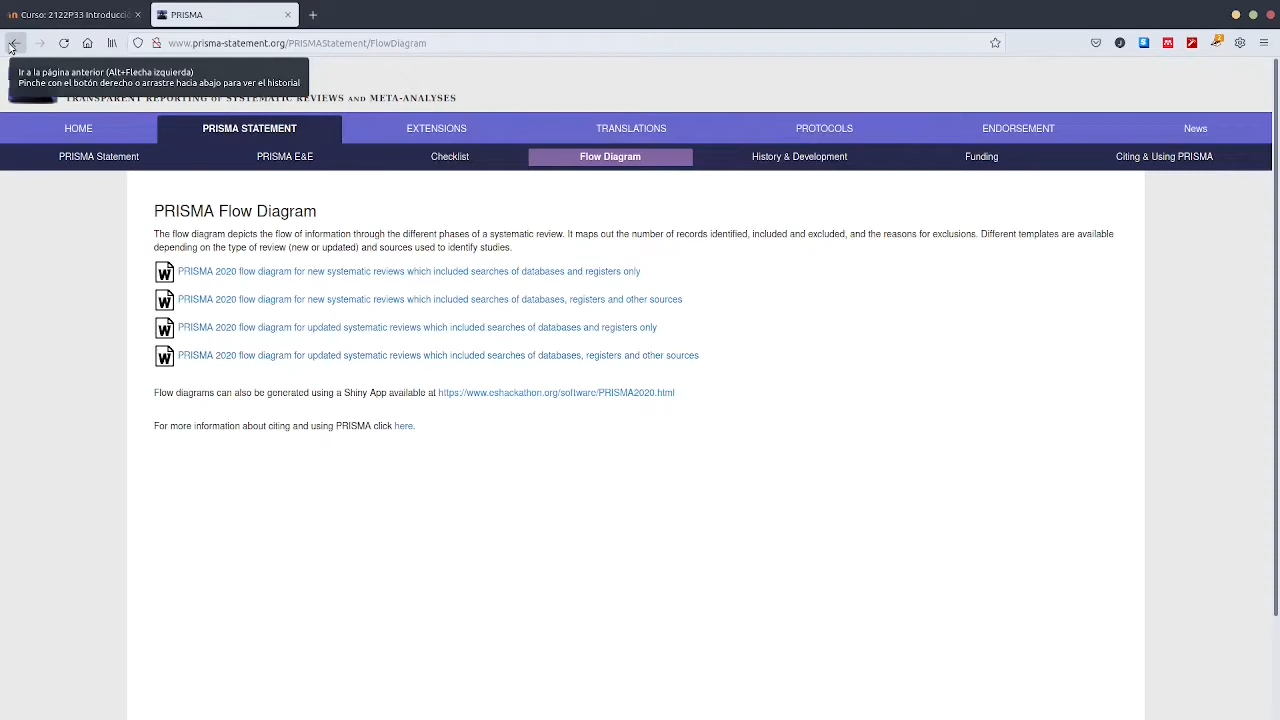 Curso: 2122P33 Introducció
PRISMA
www.prisma-statement.org/PRISMAStatement/FlowDiagram
Ir a la página anterior (Alt+Flecha izquierda)
Pinche con el botón derecho o arrastre hacia abajo para ver el historial
TRANSPARENT REPORTING OF SYSTEMATIC REVIEWS AND META-ANALYSES
HOME
PRISMA STATEMENT
EXTENSIONS
TRANSLATIONS
PROTOCOLS
ENDORSEMENT
News
PRISMA Statement
PRISMA E&E
Checklist
Flow Diagram
History & Development
Funding
Citing & Using PRISMA
PRISMA Flow Diagram
The flow diagram depicts the flow of information through the different phases of a systematic review. It maps out the number of records identified, included and excluded, and the reasons for exclusions. Different templates are available
depending on the type of review (new or updated) and sources used to identify studies.
PRISMA 2020 flow diagram for new systematic reviews which included searches of databases and registers only
PRISMA 2020 flow diagram for new systematic reviews which included searches of databases, registers and other sources
PRISMA 2020 flow diagram for updated systematic reviews which included searches of databases and registers only
PRISMA 2020 flow diagram for updated systematic reviews which included searches of databases, registers and other sources
Flow diagrams can also be generated using a Shiny App available at https://www.eshackathon.org/software/PRISMA2020.html
For more information about citing and using PRISMA click here.